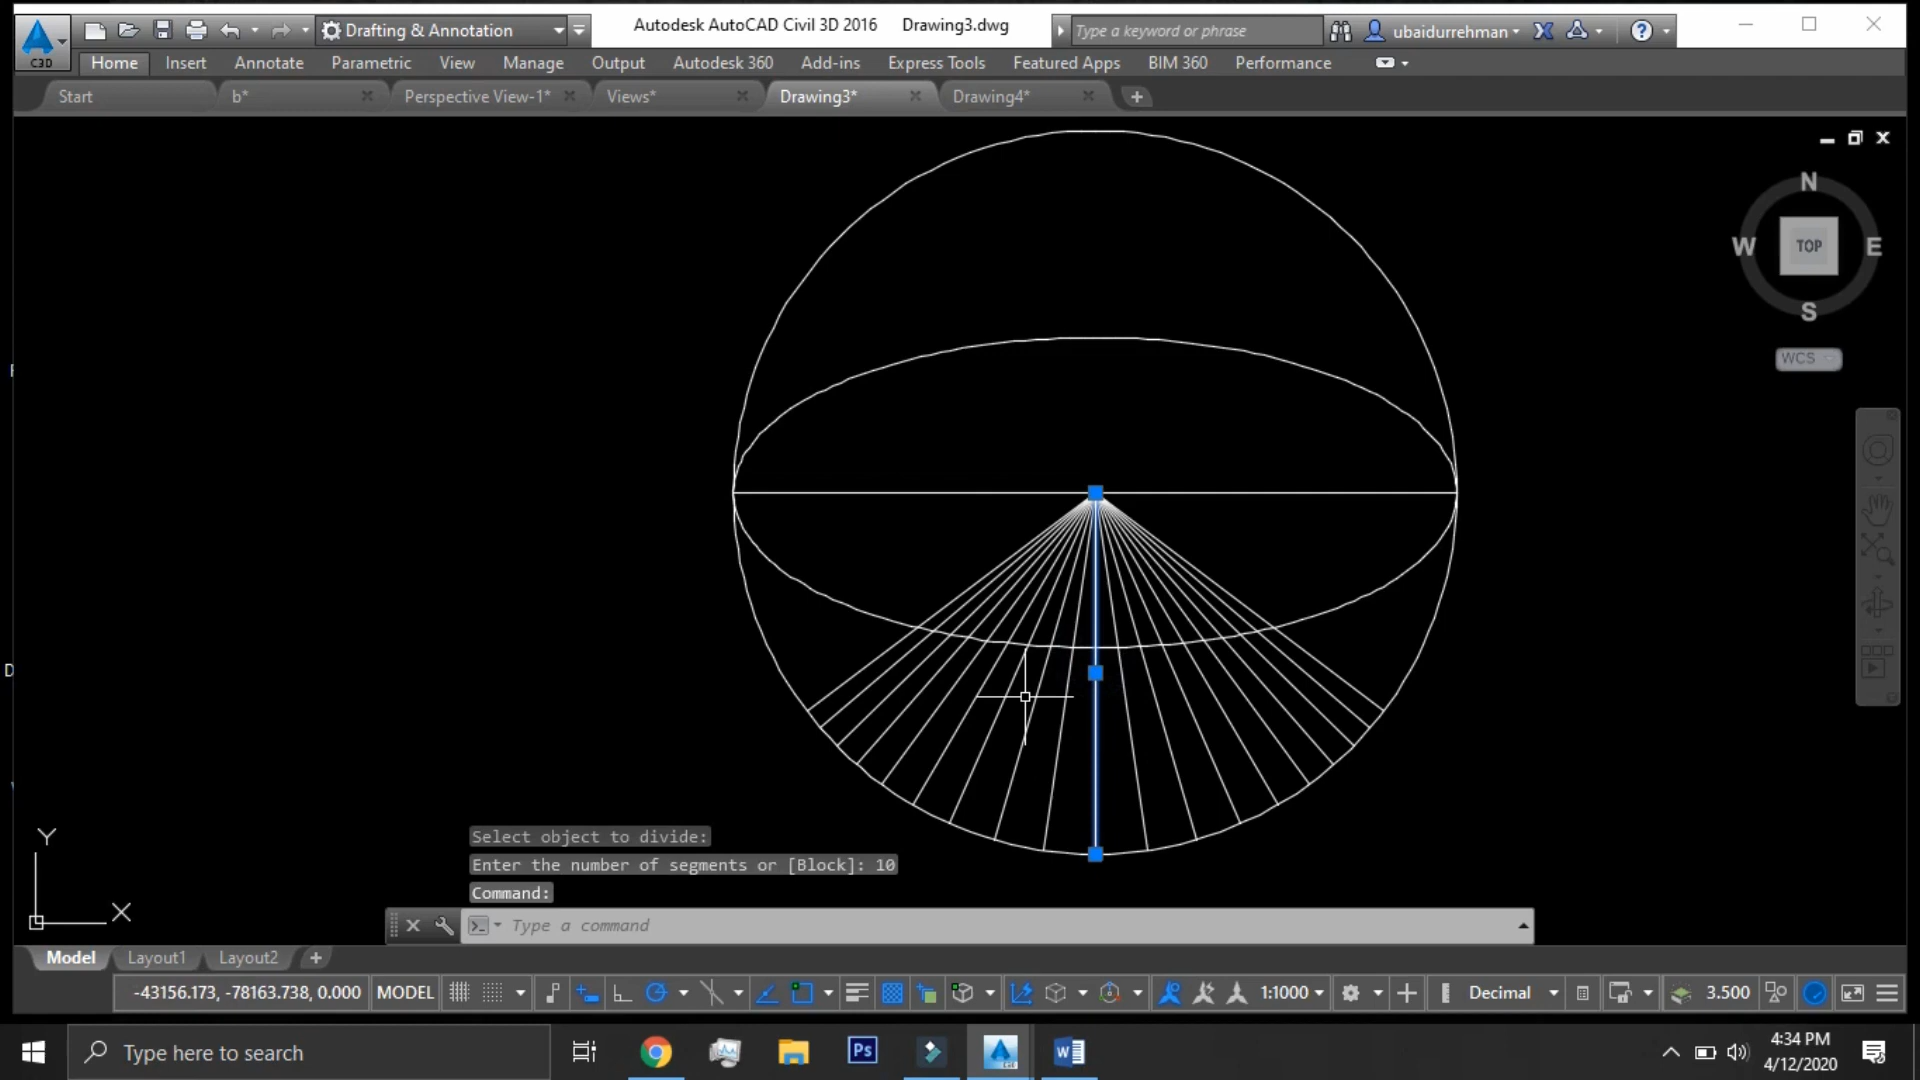 C3D
Drafting & Annotation
Autodesk AutoCAD Civil 3D 2016 Drawing3.dwg
Type a keyword or phrase
ubaidurrehman
Home Insert Annotate Parametric View Manage Output Autodesk 360 Add-ins Express Tools Featured Apps BIM 360 Performance
Start b* Perspective View-1* Views* Drawing3* Drawing4*
N
W TOP E
S
WCS
Select object to divide:
Enter the number of segments or [Block]: 10
Command:
Type a command
Y
X
Model Layout1 Layout2
-43156.173, -78163.738, 0.000 MODEL 1:1000 Decimal 3.500
Type here to search
Ps
W
4:34 PM
4/12/2020